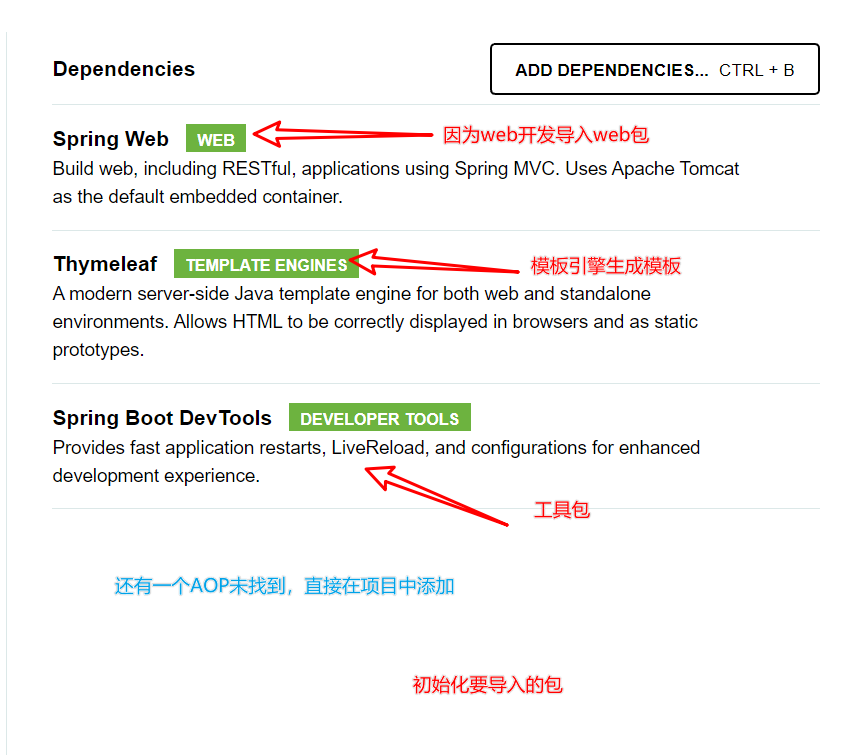 Dependencies
ADD DEPENDENCIES... CTRL + B
Spring Web WEB
因为web开发导入web包
Build web, including RESTful, applications using Spring MVC. Uses Apache Tomcat
as the default embedded container.
Thymeleaf TEMPLATE ENGINES
模板引擎生成模板
A modern server-side Java template engine for both web and standalone
environments. Allows HTML to be correctly displayed in browsers and as static
prototypes.
Spring Boot DevTools DEVELOPER TOOLS
Provides fast application restarts, LiveReload, and configurations for enhanced
development experience.
工具包
还有一个AOP未找到，直接在项目中添加
初始化要导入的包